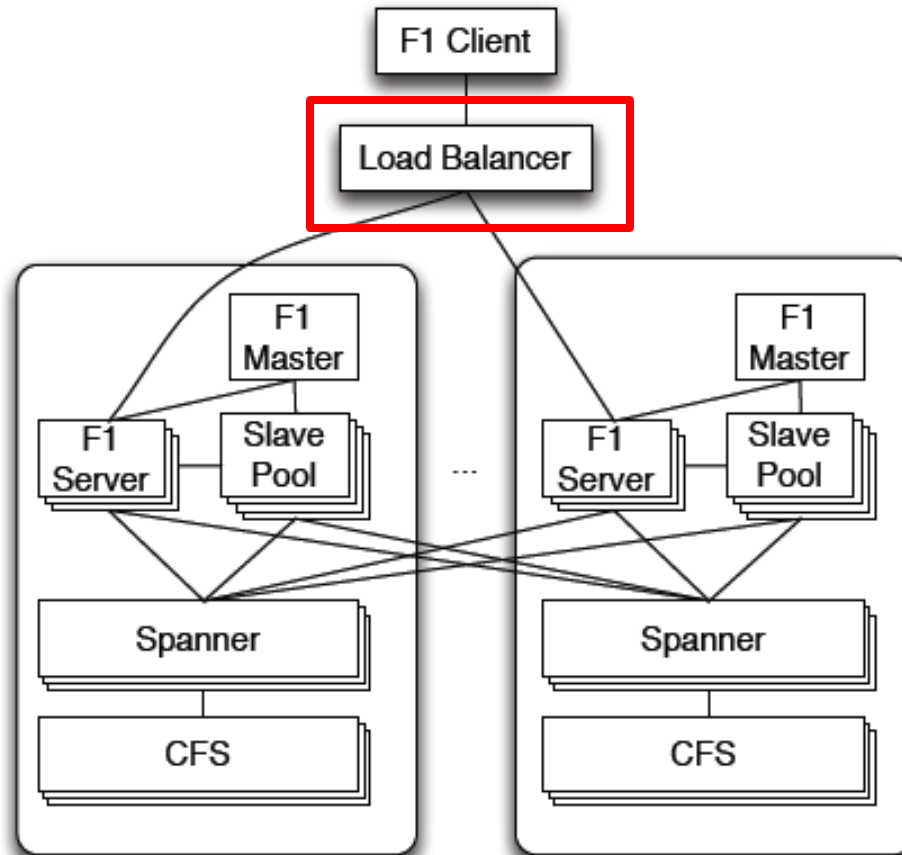 F1 Client
Load Balancer
F1
Master
F1
Server
Slave
Pool
Spanner
CFS
...
F1
Master
F1
Server
Slave
Pool
Spanner
CFS